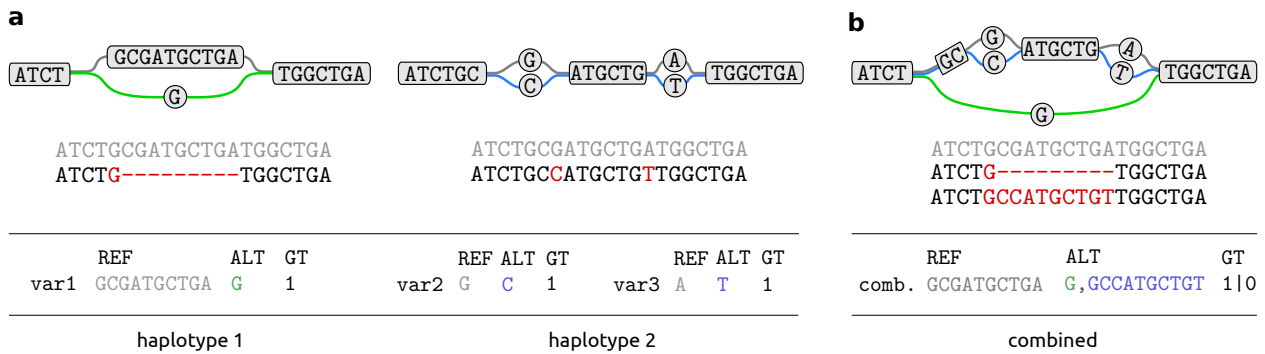 a
ATCT GCGATGCTGA G TGGCTGA
ATCTGCGATGCTGATGGCTGA
ATCTG---------TGGCTGA
REF ALT GT
var1 GCGATGCTGA G 1
haplotype 1
ATCTGC G C ATGCTG A T TGGCTGA
ATCTGCGATGCTGATGGCTGA
ATCTGCCATGCTGTTGGCTGA
REF ALT GT REF ALT GT
var2 G C 1 var3 A T 1
haplotype 2
b
ATCT GC G C ATGCTG A T TGGCTGA
G
ATCTGCGATGCTGATGGCTGA
ATCTG---------TGGCTGA
ATCTGCCATGCTGTTGGCTGA
REF ALT GT
comb. GCGATGCTGA G,GCCATGCTGT 1|0
combined